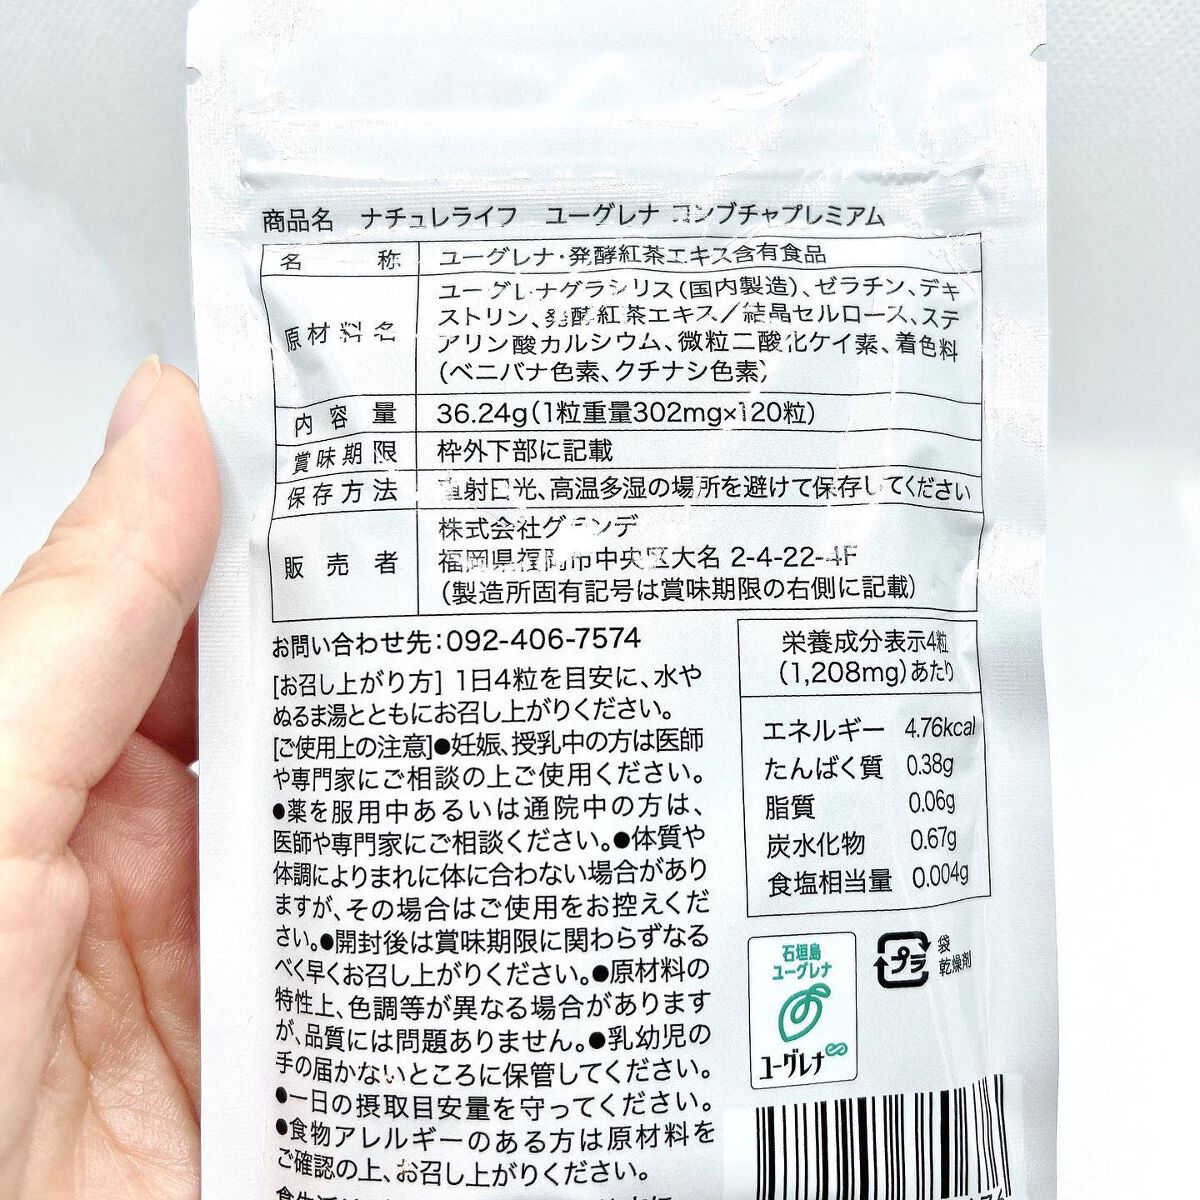 商品名 ナチュレライフ ユーグレナ コンブチャプレミアム
名称 ユーグレナ・発酵紅茶エキス含有食品
原材料名 ユーグレナグラシリス(国内製造)、ゼラチン、デキ
ストリン、発酵紅茶エキス/結晶セルロース、ステ
アリン酸カルシウム、微粒二酸化ケイ素、着色料
(ベニバナ色素、クチナシ色素)
内容量 36.24g(1粒重量302mg×120粒)
賞味期限 枠外下部に記載
保存方法 直射日光、高温多湿の場所を避けて保存してください
販売者 株式会社グランデ
福岡県福岡市中央区大名 2-4-22-4F
(製造所固有記号は賞味期限の右側に記載)
お問い合わせ先:092-406-7574
[お召し上がり方] 1日4粒を目安に、水や
ぬるま湯とともにお召し上がりください。
[ご使用上の注意]●妊娠、授乳中の方は医師
や専門家にご相談の上ご使用ください。
●薬を服用中あるいは通院中の方は、
医師や専門家にご相談ください。●体質や
体調によりまれに体に合わない場合があり
ますが、その場合はご使用をお控えくだ
さい。●開封後は賞味期限に関わらずなる
べく早くお召し上がりください。●原材料の
特性上、色調等が異なる場合があります
が、品質には問題ありません。●乳幼児の
手の届かないところに保管してください。
●一日の摂取目安量を守ってください。
●食物アレルギーのある方は原材料を
ご確認の上、お召し上がりください。
栄養成分表示4粒
(1,208mg)あたり
エネルギー 4.76kcal
たんぱく質 0.38g
脂質 0.06g
炭水化物 0.67g
食塩相当量 0.004g
石垣島
ユーグレナ
ユーグレナ
プラ
袋
乾燥剤